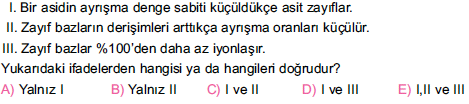 I. Bir asidin ayrışma denge sabiti küçüldükçe asit zayıflar.
II. Zayıf bazların derişimleri arttıkça ayrışma oranları küçülür.
III. Zayıf bazlar %100'den daha az iyonlaşır.
Yukarıdaki ifadelerden hangisi ya da hangileri doğrudur?
A) Yalnız I B) Yalnız II C) I ve II D) I ve III E) I,II ve III